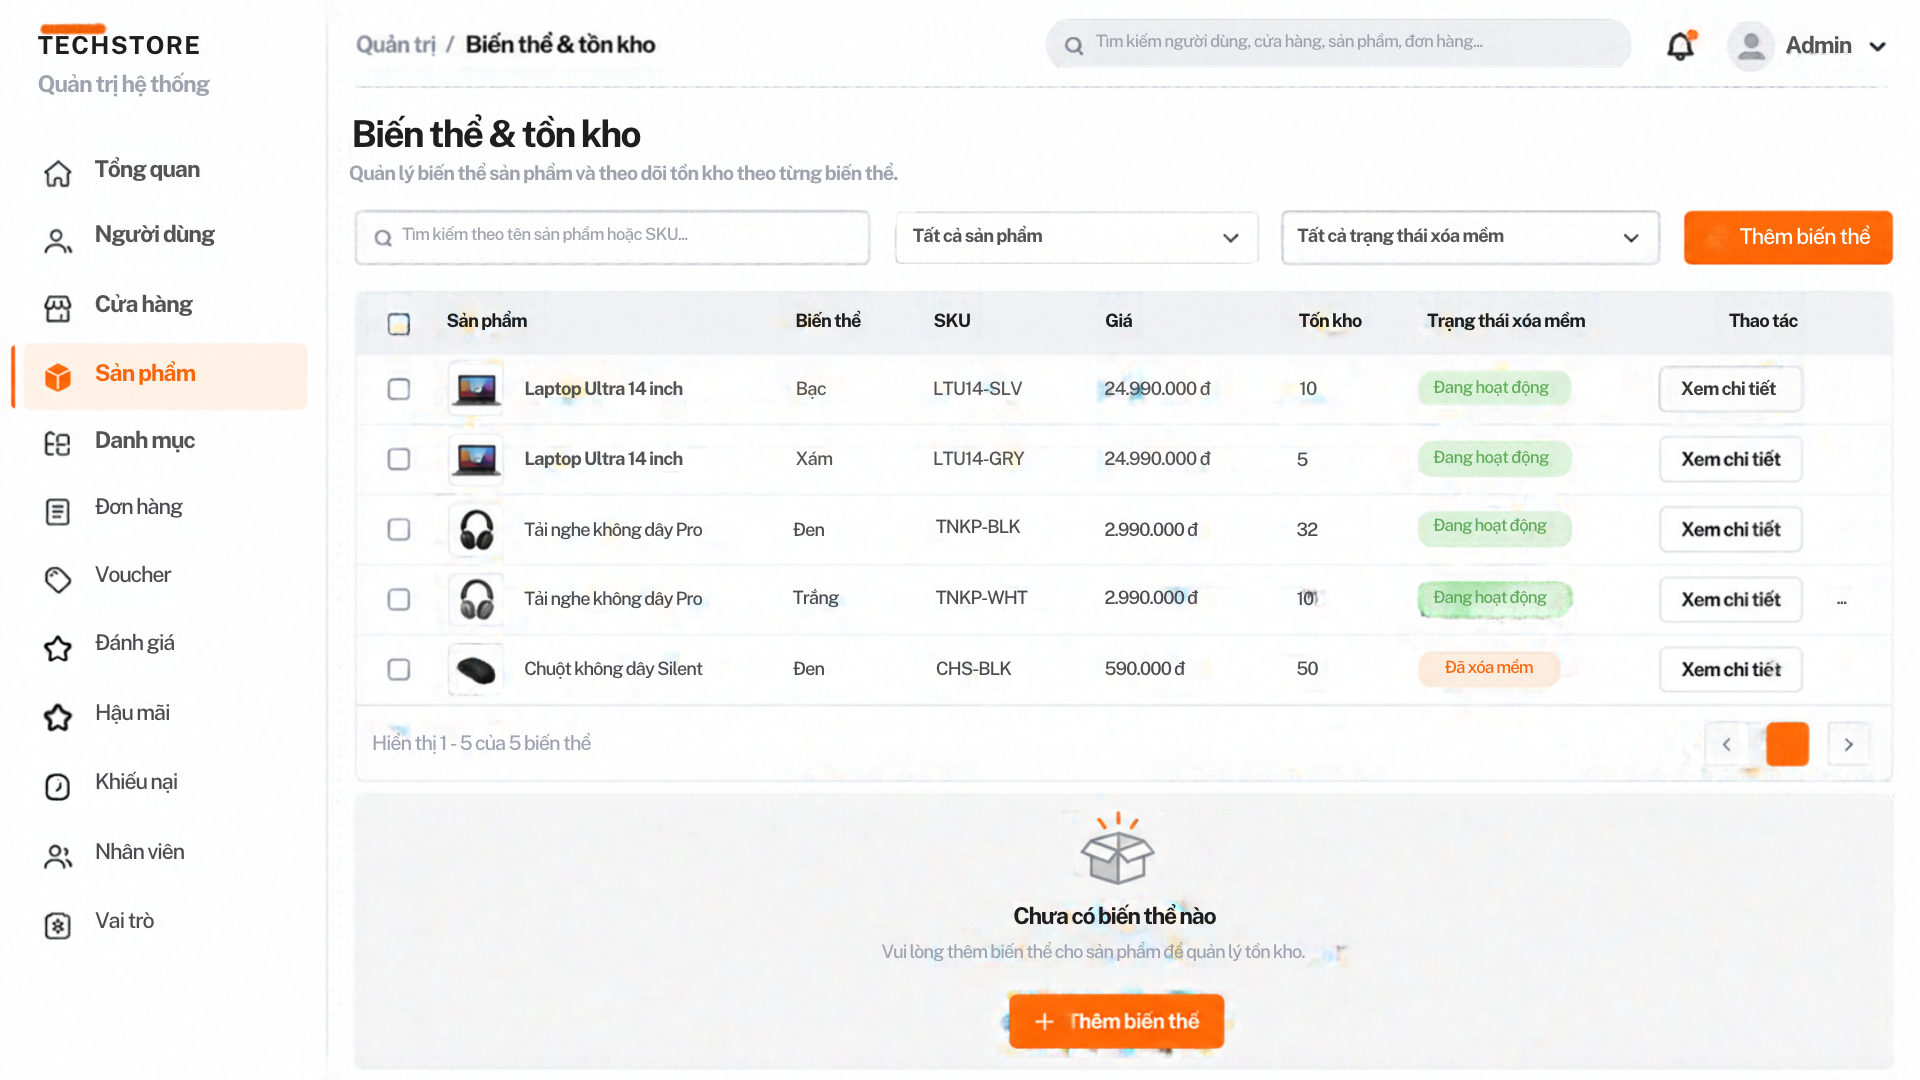 TECHSTORE
Quản trị hệ thống
Tổng quan
Người dùng
Cửa hàng
Sản phẩm
Danh mục
Đơn hàng
Voucher
Đánh giá
Hậu mãi
Khiếu nại
Nhân viên
Vai trò
Quản trị / Biến thể & tồn kho
Tìm kiếm người dùng, cửa hàng, sản phẩm, đơn hàng...
Admin
Biến thể & tồn kho
Quản lý biến thể sản phẩm và theo dõi tồn kho theo từng biến thể.
Tìm kiếm theo tên sản phẩm hoặc SKU...
Tất cả sản phẩm
Tất cả trạng thái xóa mềm
Thêm biến thể
Sản phẩm Biến thể SKU Giá Tồn kho Trạng thái xóa mềm Thao tác
Laptop Ultra 14 inch Bạc LTU14-SLV 24.990.000 đ 10 Đang hoạt động Xem chi tiết
Laptop Ultra 14 inch Xám LTU14-GRY 24.990.000 đ 5 Đang hoạt động Xem chi tiết
Tải nghe không dây Pro Đen TNKP-BLK 2.990.000 đ 32 Đang hoạt động Xem chi tiết
Tải nghe không dây Pro Trắng TNKP-WHT 2.990.000 đ 10 Đang hoạt động Xem chi tiết ...
Chuột không dây Silent Đen CHS-BLK 590.000 đ 50 Đã xóa mềm Xem chi tiết
Hiển thị 1 - 5 của 5 biến thể
Chưa có biến thể nào
Vui lòng thêm biến thể cho sản phẩm để quản lý tồn kho.
+ Thêm biến thể